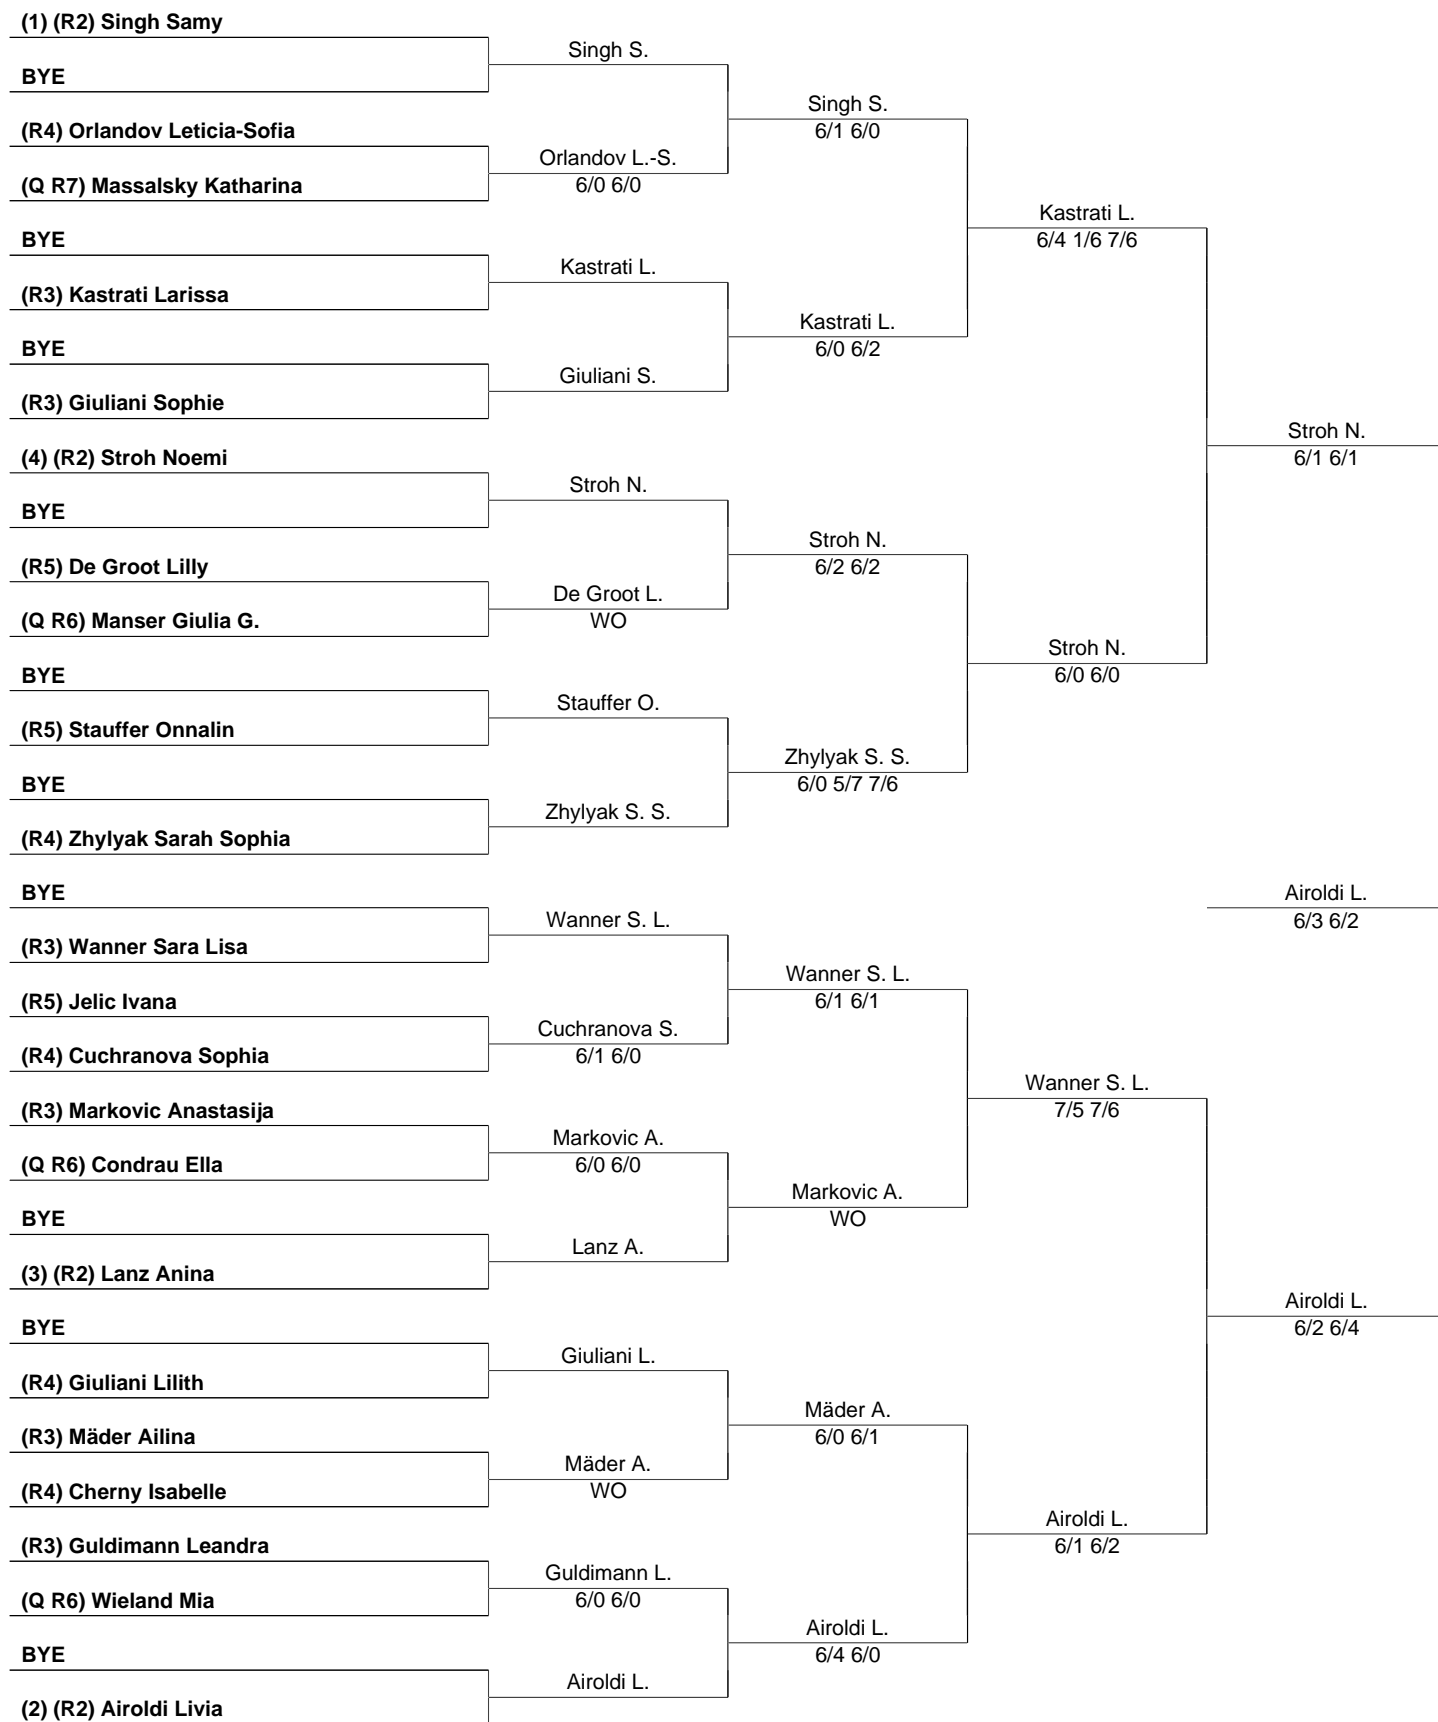 (1) (R2) Singh Samy
BYE
(R4) Orlandov Leticia-Sofia
(Q R7) Massalsky Katharina
BYE
(R3) Kastrati Larissa
BYE
(R3) Giuliani Sophie
(4) (R2) Stroh Noemi
BYE
(R5) De Groot Lilly
(Q R6) Manser Giulia G.
BYE
(R5) Stauffer Onnalin
BYE
(R4) Zhylyak Sarah Sophia
BYE
(R3) Wanner Sara Lisa
(R5) Jelic Ivana
(R4) Cuchranova Sophia
(R3) Markovic Anastasija
(Q R6) Condrau Ella
BYE
(3) (R2) Lanz Anina
BYE
(R4) Giuliani Lilith
(R3) Mäder Ailina
(R4) Cherny Isabelle
(R3) Guldimann Leandra
(Q R6) Wieland Mia
BYE
(2) (R2) Airoldi Livia
Singh S.
Orlandov L.-S.
6/0 6/0
Kastrati L.
Giuliani S.
Stroh N.
De Groot L.
WO
Stauffer O.
Zhylyak S. S.
Wanner S. L.
Cuchranova S.
6/1 6/0
Markovic A.
6/0 6/0
Lanz A.
Giuliani L.
Mäder A.
WO
Guldimann L.
6/0 6/0
Airoldi L.
Singh S.
6/1 6/0
Kastrati L.
6/0 6/2
Stroh N.
6/2 6/2
Zhylyak S. S.
6/0 5/7 7/6
Wanner S. L.
6/1 6/1
Markovic A.
WO
Mäder A.
6/0 6/1
Airoldi L.
6/4 6/0
Kastrati L.
6/4 1/6 7/6
Stroh N.
6/0 6/0
Wanner S. L.
7/5 7/6
Airoldi L.
6/1 6/2
Stroh N.
6/1 6/1
Airoldi L.
6/3 6/2
Airoldi L.
6/2 6/4